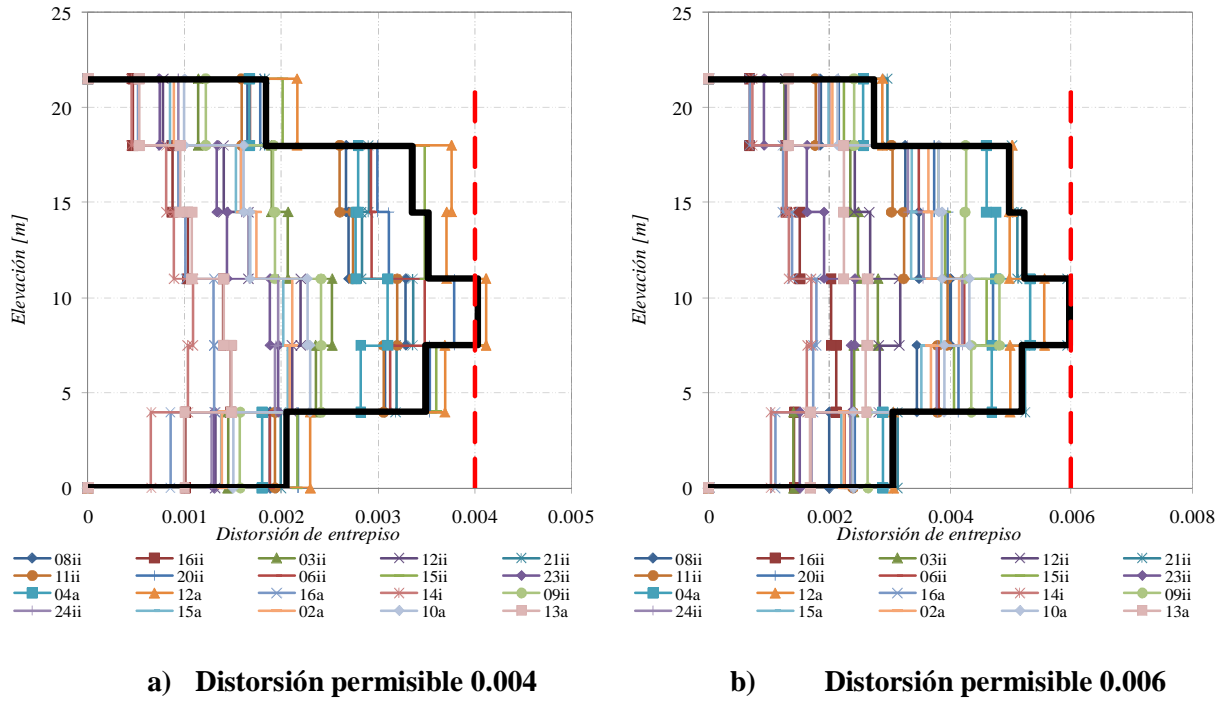 25
20
15
10
5
0
Elevación [m]
0 0.001 0.002 0.003 0.004 0.005
Distorsión de entrepiso
08ii 16ii 03ii 12ii 21ii
11ii 20ii 06ii 15ii 23ii
04a 12a 16a 14i 09ii
24ii 15a 02a 10a 13a
a) Distorsión permisible 0.004
25
20
15
10
5
0
Elevación [m]
0 0.002 0.004 0.006 0.008
Distorsión de entrepiso
08ii 16ii 03ii 12ii 21ii
11ii 20ii 06ii 15ii 23ii
04a 12a 16a 14i 09ii
24ii 15a 02a 10a 13a
b) Distorsión permisible 0.006